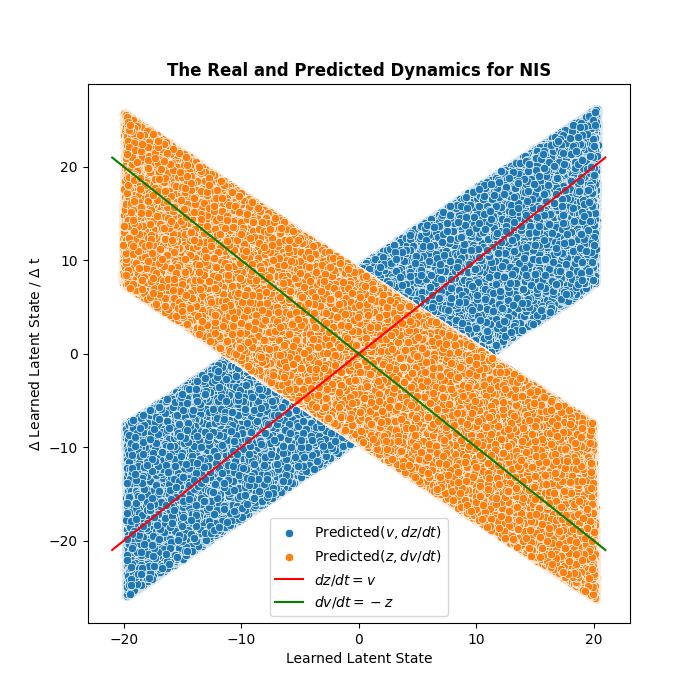 The Real and Predicted Dynamics for NIS
Δ Learned Latent State / Δ t
20
10
0
−10
−20
Predicted(v, dz/dt)
Predicted(z, dv/dt)
dz/dt = v
dv/dt = − z
−20 −10 0 10 20
Learned Latent State